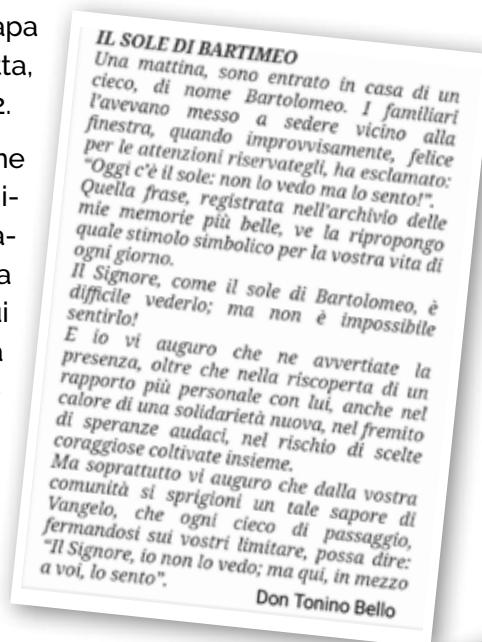 apa
tta,
2.
ne
i-
a-
a
ui
a
IL SOLE DI BARTIMEO
Una mattina, sono entrato in casa di un
cieco, di nome Bartolomeo. I familiari
l'avevano messo a sedere vicino alla
finestra, quando improvvisamente, felice
per le attenzioni riservategli, ha esclamato:
“Oggi c'è il sole: non lo vedo ma lo sento!”.
Quella frase, registrata nell'archivio delle
mie memorie più belle, ve la ripropongo
quale stimolo simbolico per la vostra vita di
ogni giorno.
Il Signore, come il sole di Bartolomeo, è
difficile vederlo; ma non è impossibile
sentirlo!
E io vi auguro che ne avvertiate la
presenza, oltre che nella riscoperta di un
rapporto più personale con lui, anche nel
calore di una solidarietà nuova, nel fremito
di speranze audaci, nel rischio di scelte
coraggiose coltivate insieme.
Ma soprattutto vi auguro che dalla vostra
comunità si sprigioni un tale sapore di
Vangelo, che ogni cieco di passaggio,
fermandosi sui vostri limitare, possa dire:
“Il Signore, io non lo vedo; ma qui, in mezzo
a voi, lo sento”.
Don Tonino Bello